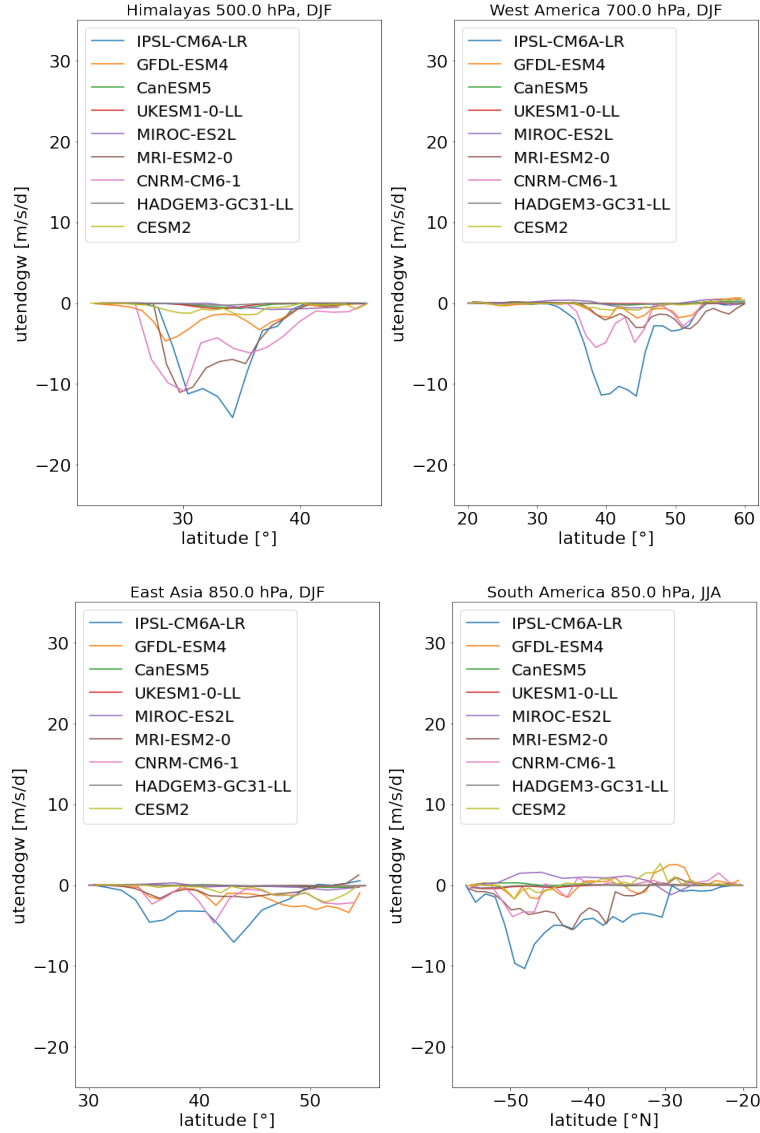 Himalayas 500.0 hPa, DJF
utendogw [m/s/d]
30
20
10
0
−10
−20
IPSL-CM6A-LR
GFDL-ESM4
CanESM5
UKESM1-0-LL
MIROC-ES2L
MRI-ESM2-0
CNRM-CM6-1
HADGEM3-GC31-LL
CESM2
30 40
latitude [°]
West America 700.0 hPa, DJF
utendogw [m/s/d]
30
20
10
0
−10
−20
IPSL-CM6A-LR
GFDL-ESM4
CanESM5
UKESM1-0-LL
MIROC-ES2L
MRI-ESM2-0
CNRM-CM6-1
HADGEM3-GC31-LL
CESM2
20 30 40 50 60
latitude [°]
East Asia 850.0 hPa, DJF
utendogw [m/s/d]
30
20
10
0
−10
−20
IPSL-CM6A-LR
GFDL-ESM4
CanESM5
UKESM1-0-LL
MIROC-ES2L
MRI-ESM2-0
CNRM-CM6-1
HADGEM3-GC31-LL
CESM2
30 40 50
latitude [°]
South America 850.0 hPa, JJA
utendogw [m/s/d]
30
20
10
0
−10
−20
IPSL-CM6A-LR
GFDL-ESM4
CanESM5
UKESM1-0-LL
MIROC-ES2L
MRI-ESM2-0
CNRM-CM6-1
HADGEM3-GC31-LL
CESM2
−50 −40 −30 −20
latitude [°N]